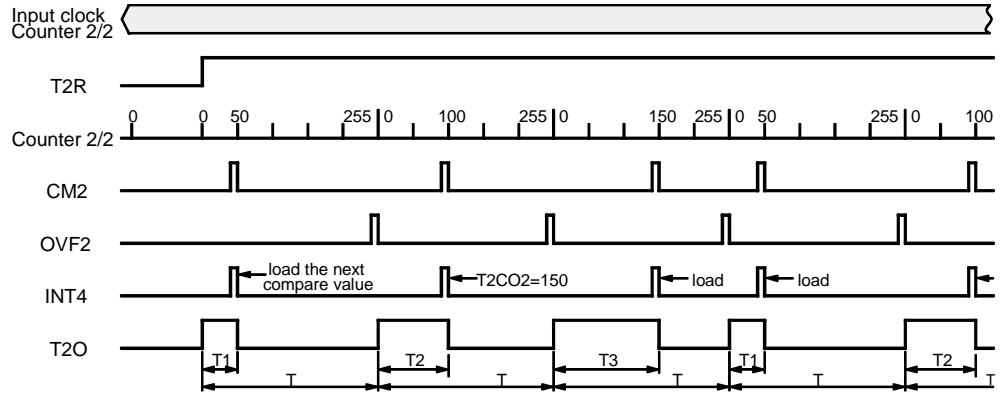 Input clock
Counter 2/2
T2R
0 0 50 255 0 100 255 0 150 255 0 50 255 0 100
Counter 2/2
CM2
OVF2
load the next
compare value
T2CO2=150
load
load
INT4
T2O
T1 T2 T3 T1 T2
T T T T T